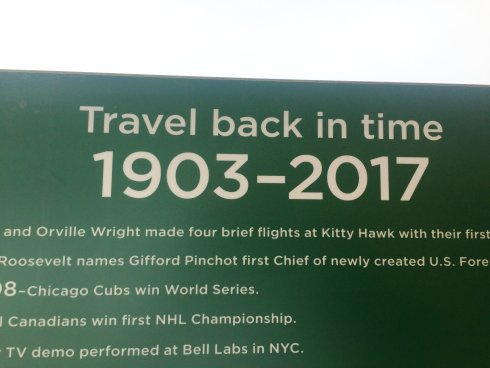 Travel back in time
1903–2017
and Orville Wright made four brief flights at Kitty Hawk with their first
Roosevelt names Gifford Pinchot first Chief of newly created U.S. Fore
08–Chicago Cubs win World Series.
l Canadians win first NHL Championship.
TV demo performed at Bell Labs in NYC.